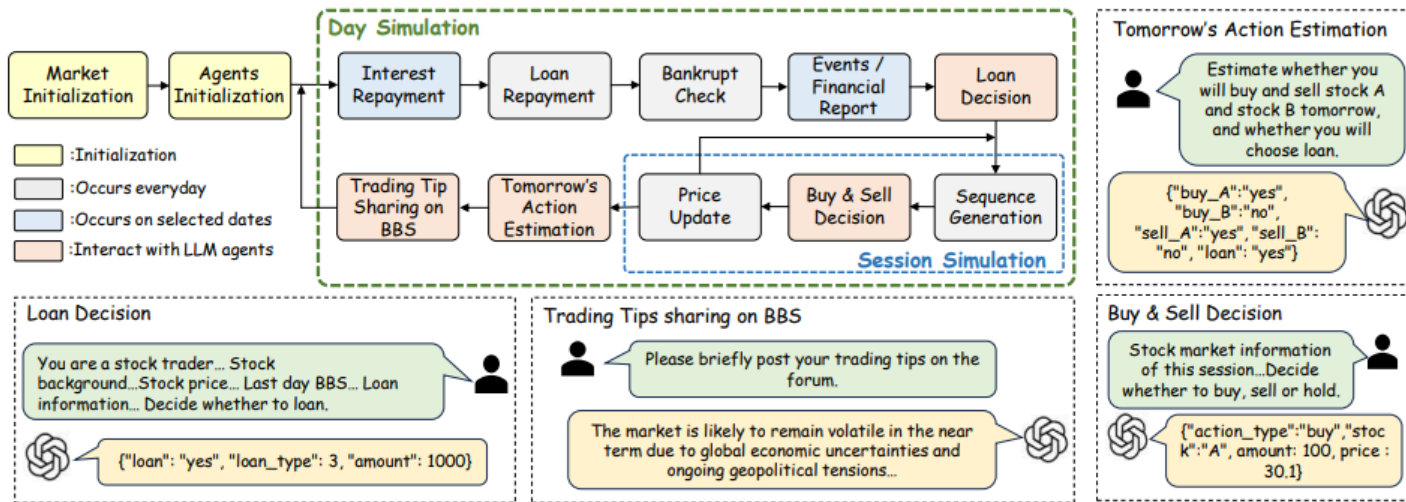 Day Simulation
Market
Initialization
Agents
Initialization
Interest
Repayment
Loan
Repayment
Bankrupt
Check
Events /
Financial
Report
Loan
Decision
:Initialization
:Occurs everyday
:Occurs on selected dates
:Interact with LLM agents
Trading Tip
Sharing on
BBS
Tomorrow's
Action
Estimation
Price
Update
Buy & Sell
Decision
Sequence
Generation
Session Simulation
Tomorrow's Action Estimation
Estimate whether you
will buy and sell stock A
and stock B tomorrow,
and whether you will
choose loan.
{"buy_A":"yes",
"buy_B":"no",
"sell_A":"yes", "sell_B":
"no", "loan": "yes"}
Loan Decision
You are a stock trader... Stock
background...Stock price... Last day BBS... Loan
information... Decide whether to loan.
{"loan": "yes", "loan_type": 3, "amount": 1000}
Trading Tips sharing on BBS
Please briefly post your trading tips on the
forum.
The market is likely to remain volatile in the near
term due to global economic uncertainties and
ongoing geopolitical tensions...
Buy & Sell Decision
Stock market information
of this session...Decide
whether to buy, sell or hold.
{"action_type":"buy","stoc
k":"A", amount: 100, price :
30.1}